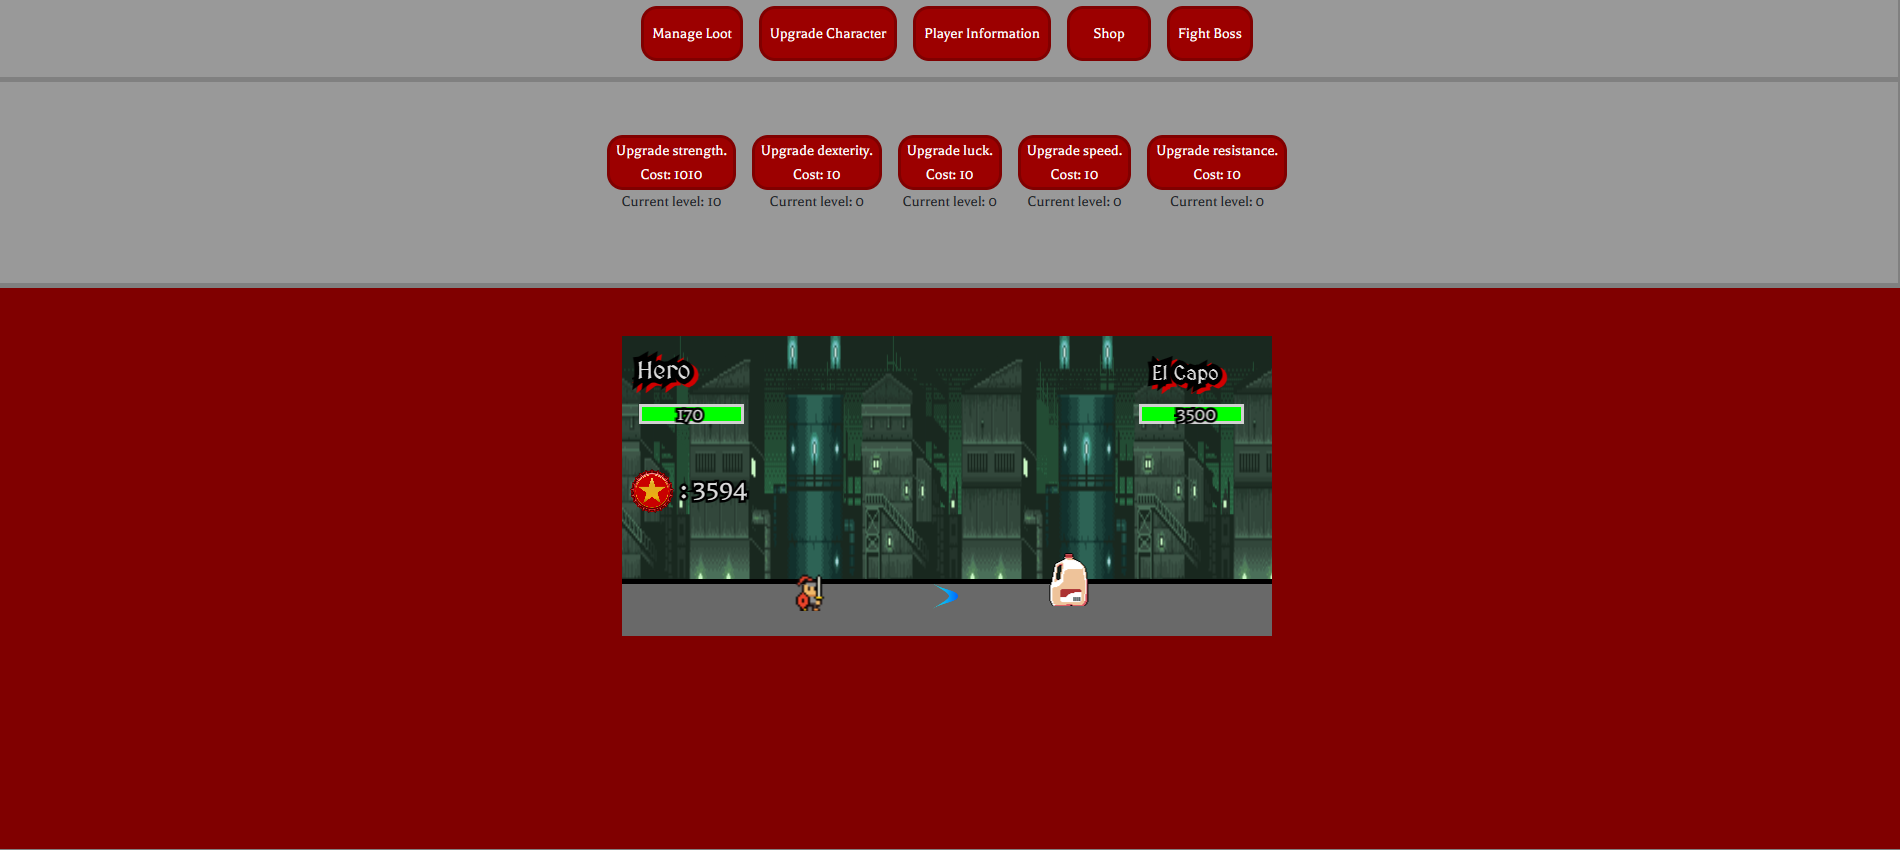 Manage Loot
Upgrade Character
Player Information
Shop
Fight Boss
Upgrade strength.
Cost: 1010
Current level: 10
Upgrade dexterity.
Cost: 10
Current level: 0
Upgrade luck.
Cost: 10
Current level: 0
Upgrade speed.
Cost: 10
Current level: 0
Upgrade resistance.
Cost: 10
Current level: 0
Hero
170
El Capo
3500
: 3594